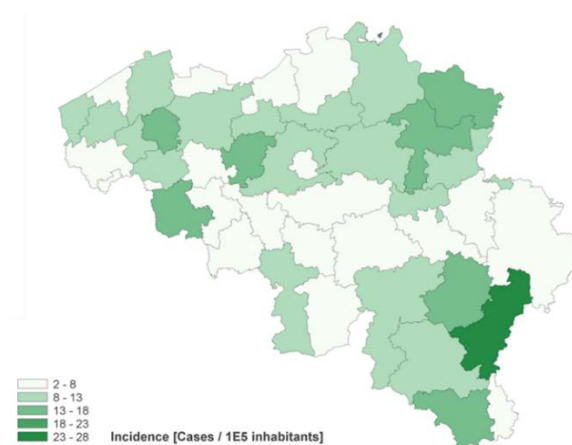 2 - 8
8 - 13
13 - 18
18 - 23
23 - 28
Incidence [Cases / 1E5 inhabitants]